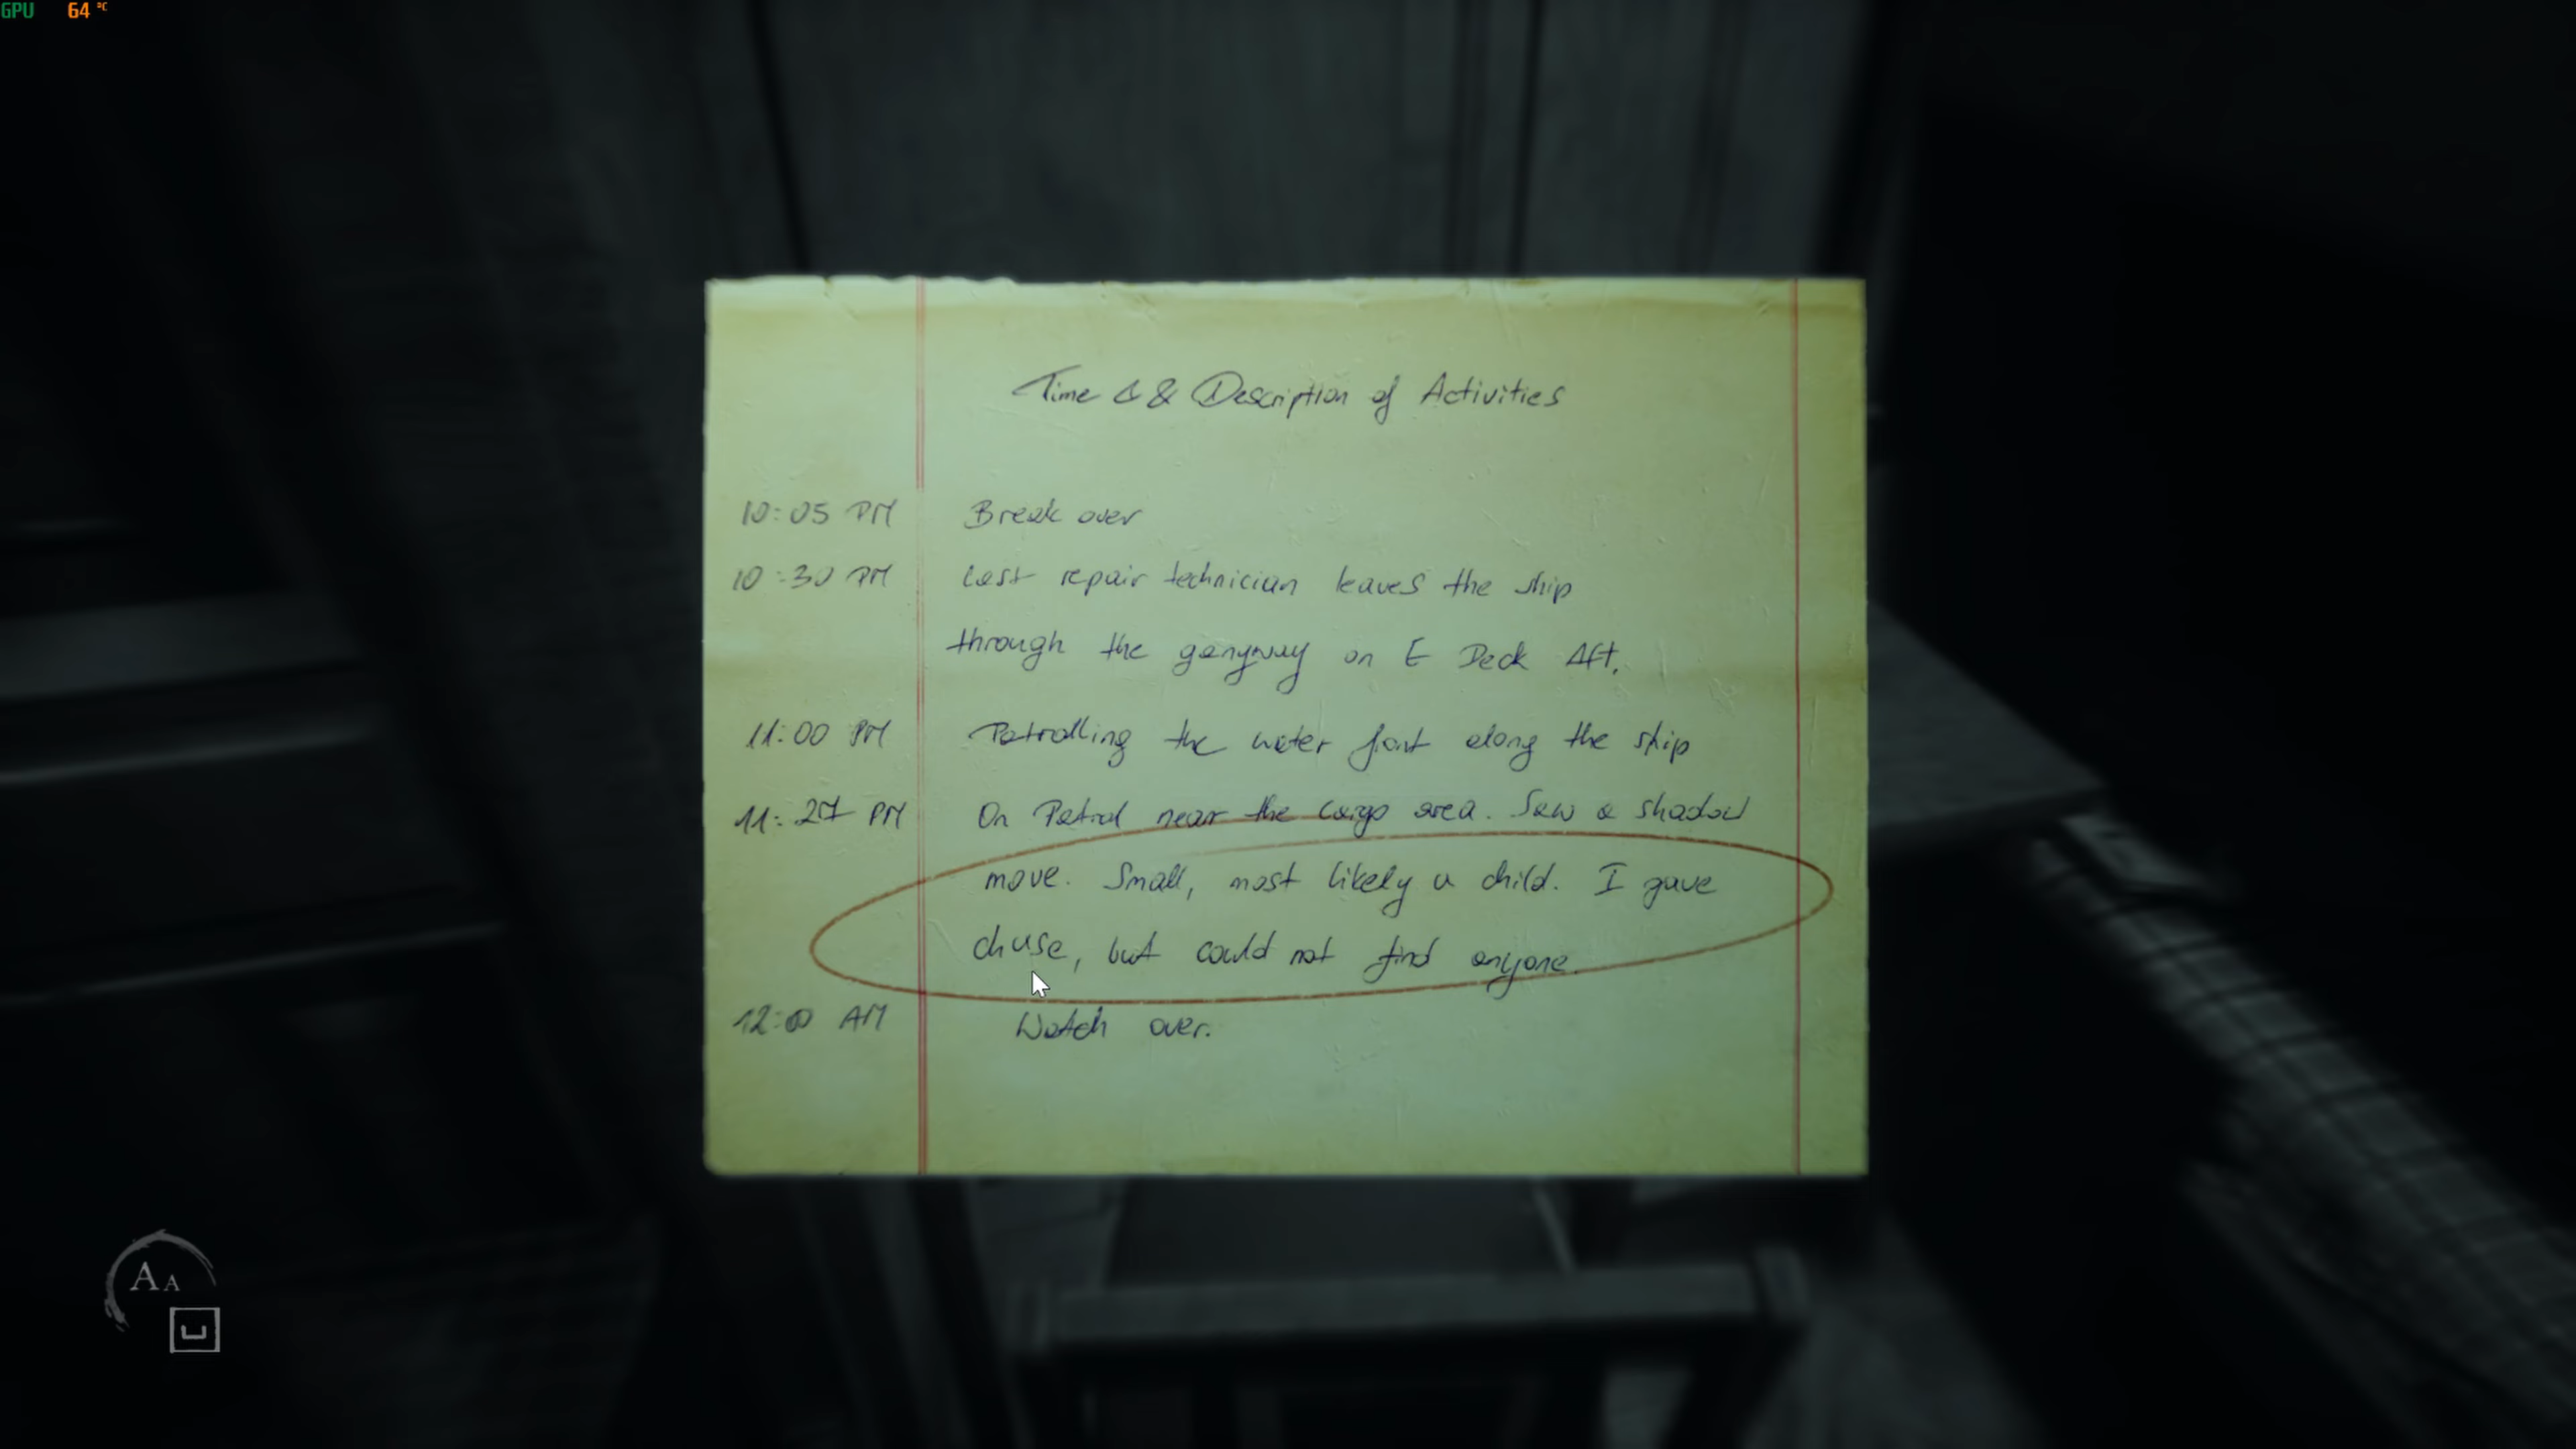 GPU 64 °C
Time & Description of Activities
10:05 PM Break over
10:30 PM Last repair technician leaves the ship
through the gangway on E Deck Aft.
11:00 PM Patrolling the water font along the ship
11:27 PM On Patrol near the cargo area. Saw a shadow
move. Small, most likely a child. I gave
chase, but could not find anyone.
12:00 AM Watch over.
AA